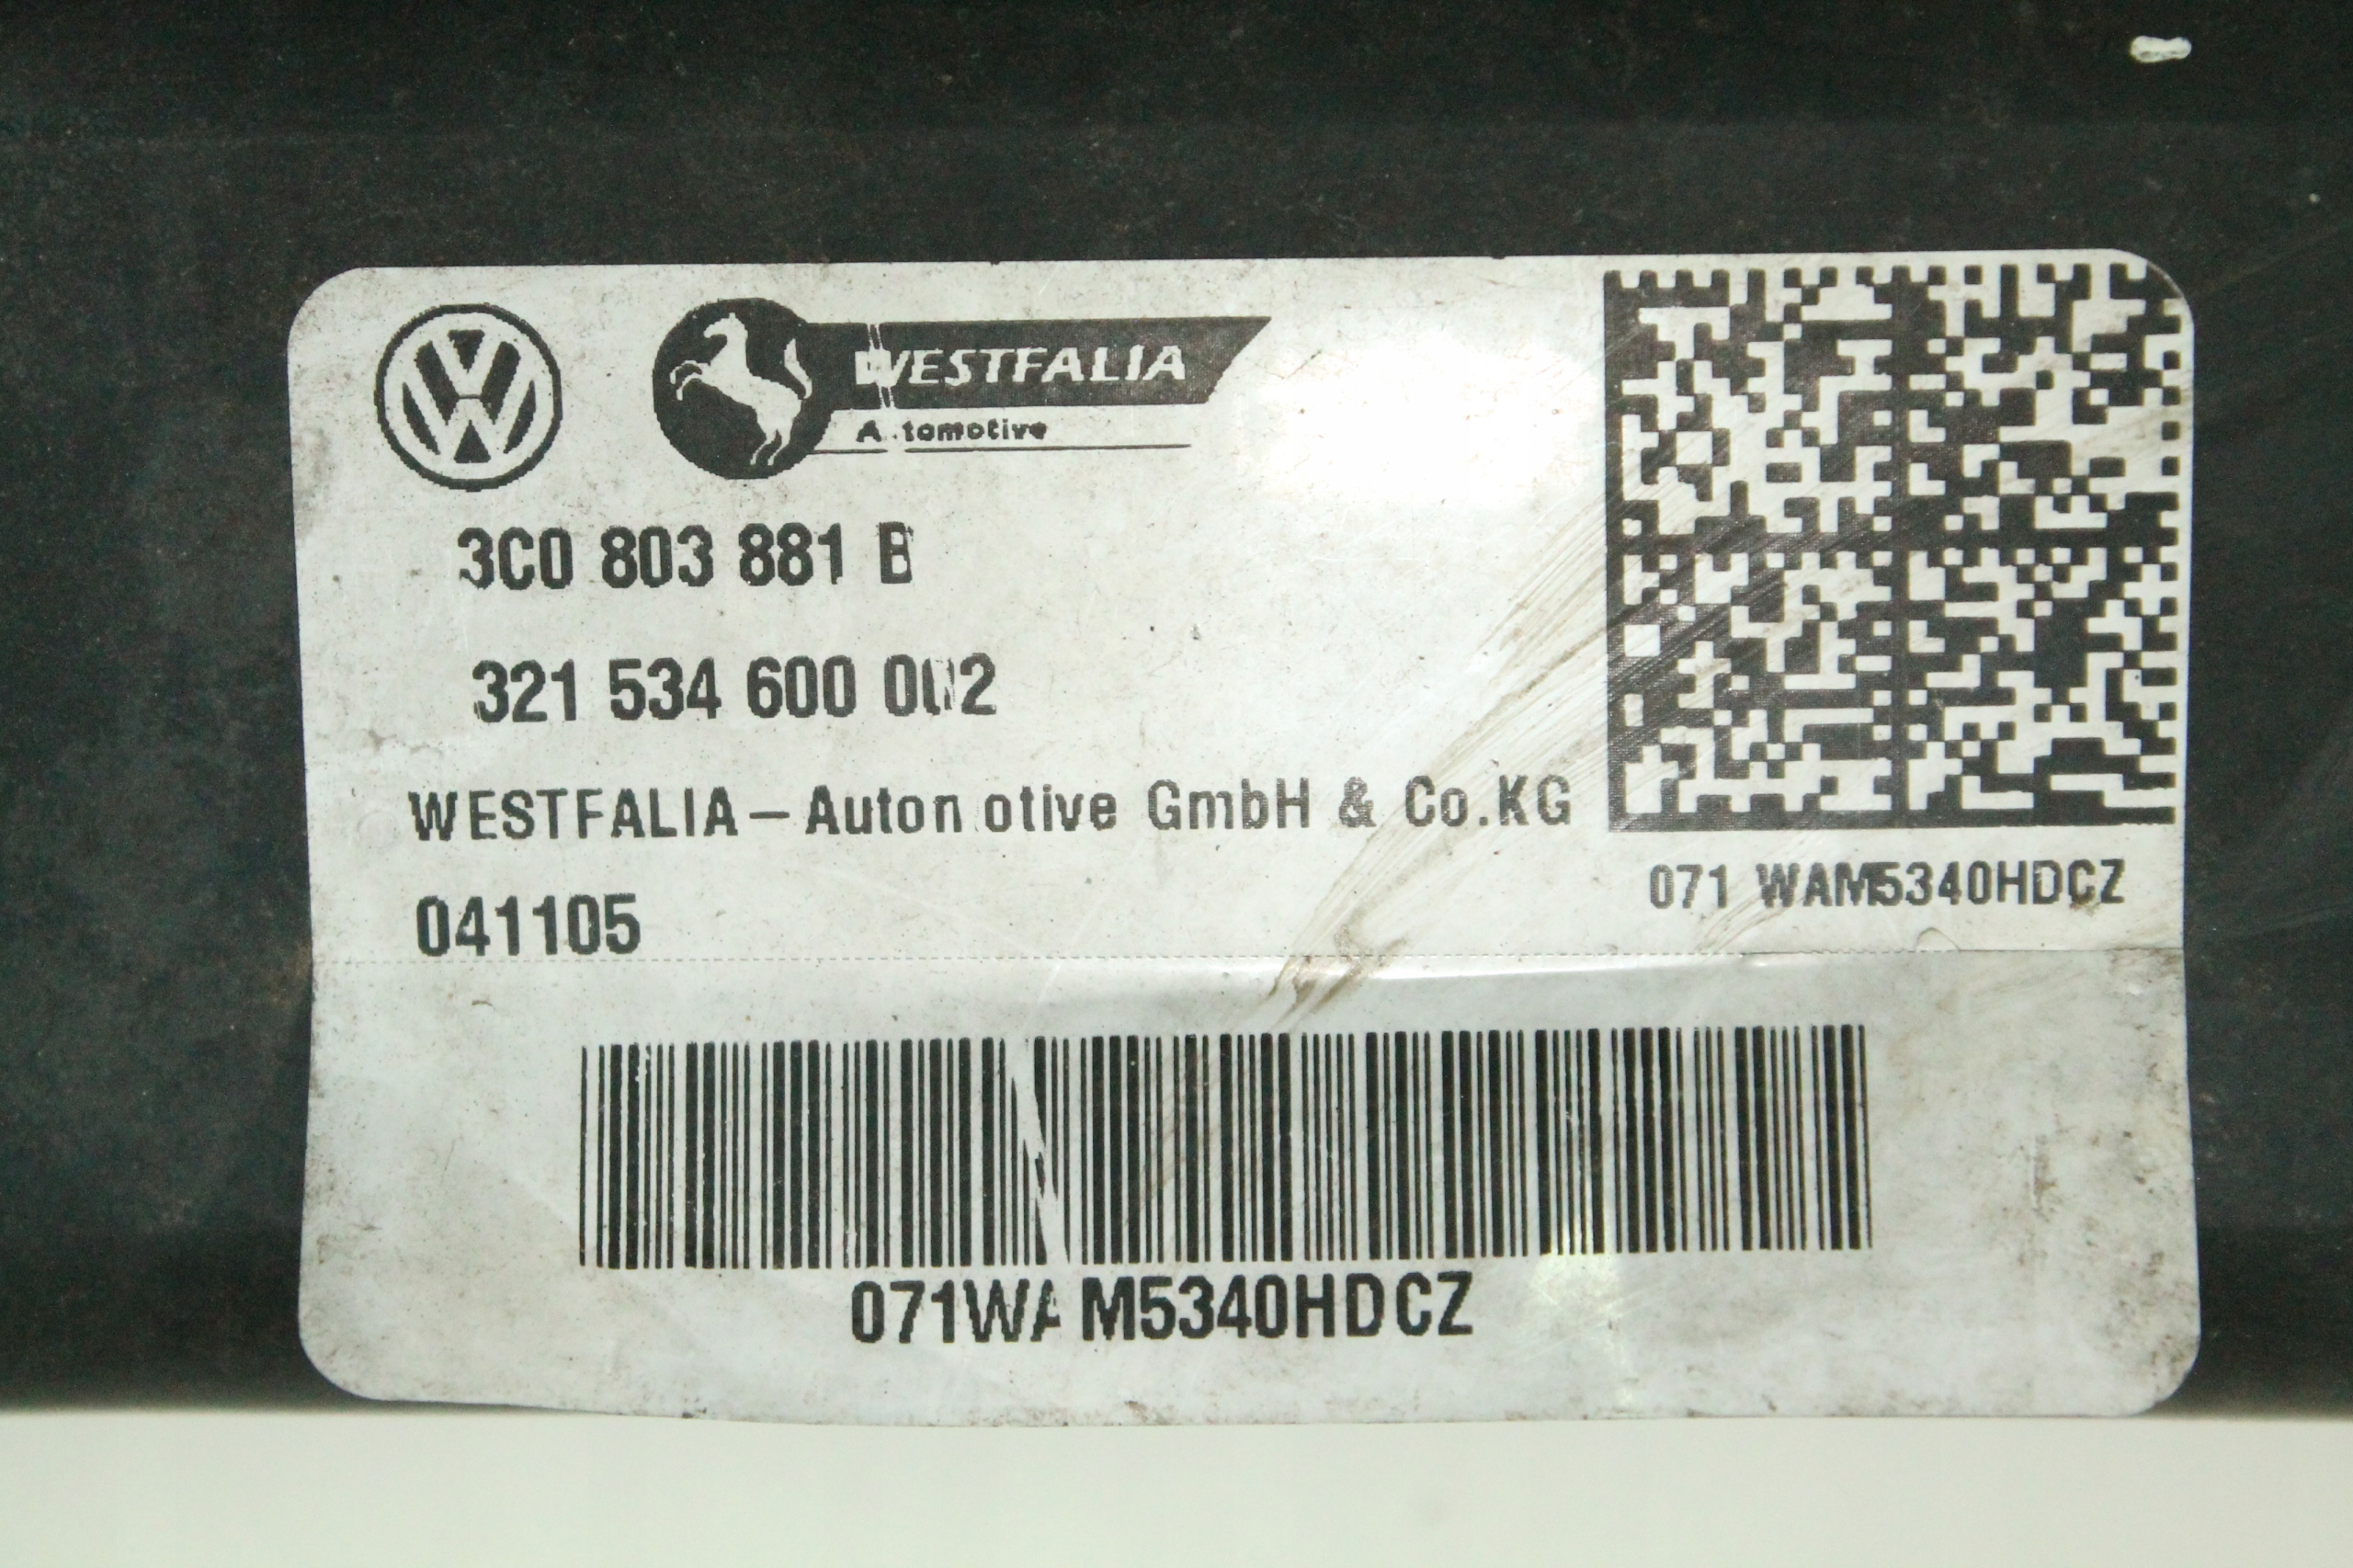 WESTFALIA
Automotive
3C0 803 881 B
321 534 600 002
WESTFALIA - Automotive GmbH & Co.KG
041105
071 WAM5340HDCZ
071WAM5340HDCZ